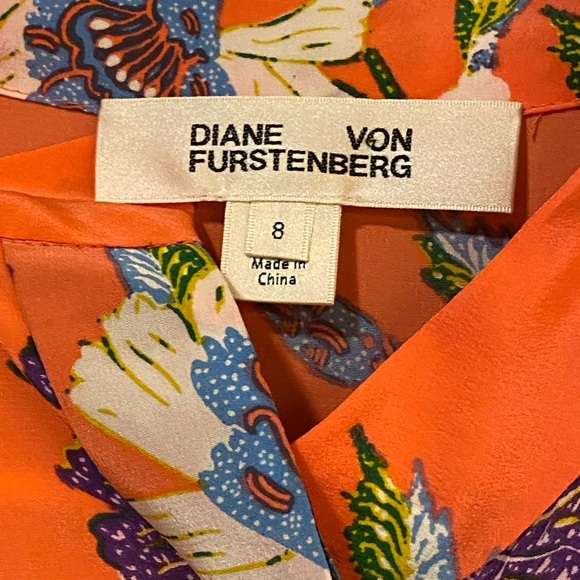 DIANE VON
FURSTENBERG
8
Made in
China